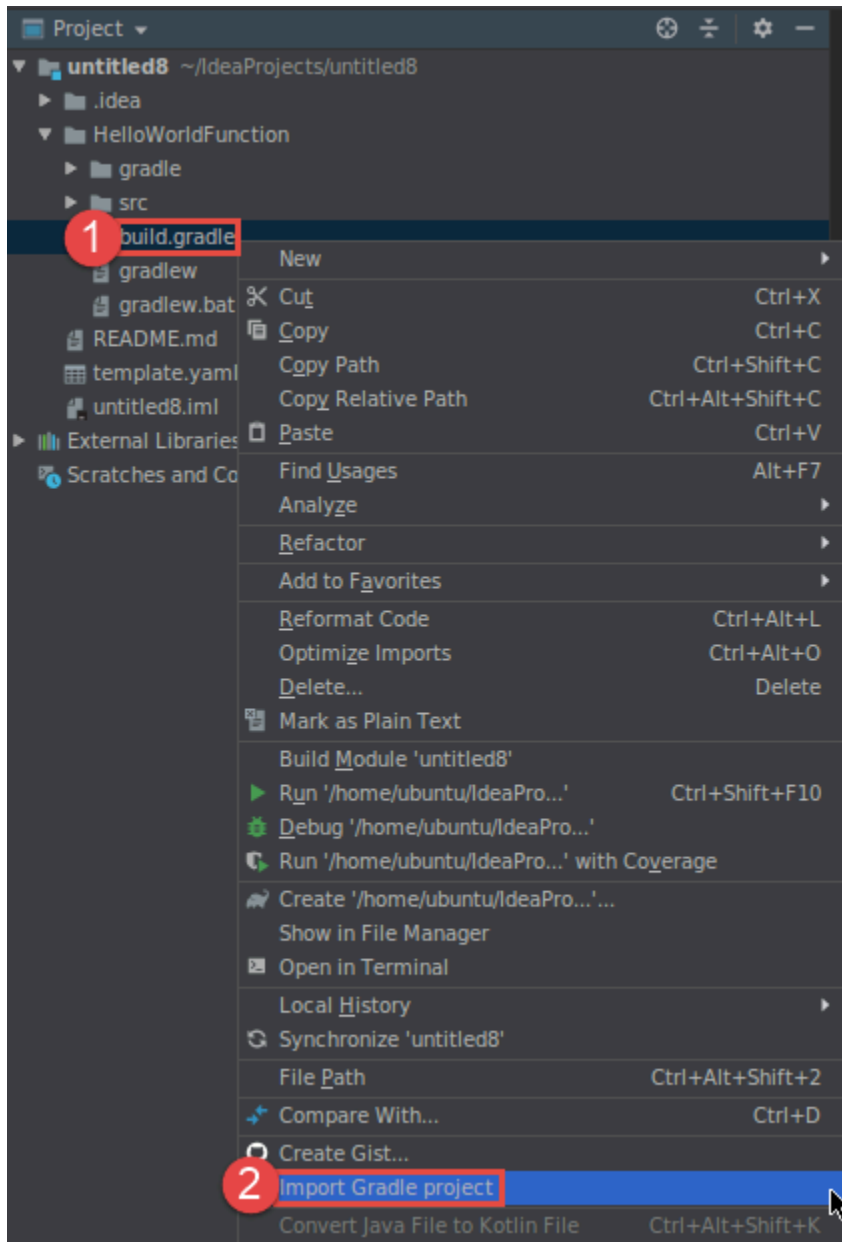 Project
untitled8 ~/IdeaProjects/untitled8
.idea
HelloWorldFunction
gradle
src
1 build.gradle
gradlew
gradlew.bat
README.md
template.yaml
untitled8.iml
External Libraries
Scratches and Co
New
Cut Ctrl+X
Copy Ctrl+C
Copy Path Ctrl+Shift+C
Copy Relative Path Ctrl+Alt+Shift+C
Paste Ctrl+V
Find Usages Alt+F7
Analyze
Refactor
Add to Favorites
Reformat Code Ctrl+Alt+L
Optimize Imports Ctrl+Alt+O
Delete... Delete
Mark as Plain Text
Build Module 'untitled8'
Run '/home/ubuntu/IdeaPro...' Ctrl+Shift+F10
Debug '/home/ubuntu/IdeaPro...'
Run '/home/ubuntu/IdeaPro...' with Coverage
Create '/home/ubuntu/IdeaPro...'...
Show in File Manager
Open in Terminal
Local History
Synchronize 'untitled8'
File Path Ctrl+Alt+Shift+2
Compare With... Ctrl+D
Create Gist...
2 Import Gradle project
Convert Java File to Kotlin File Ctrl+Alt+Shift+K